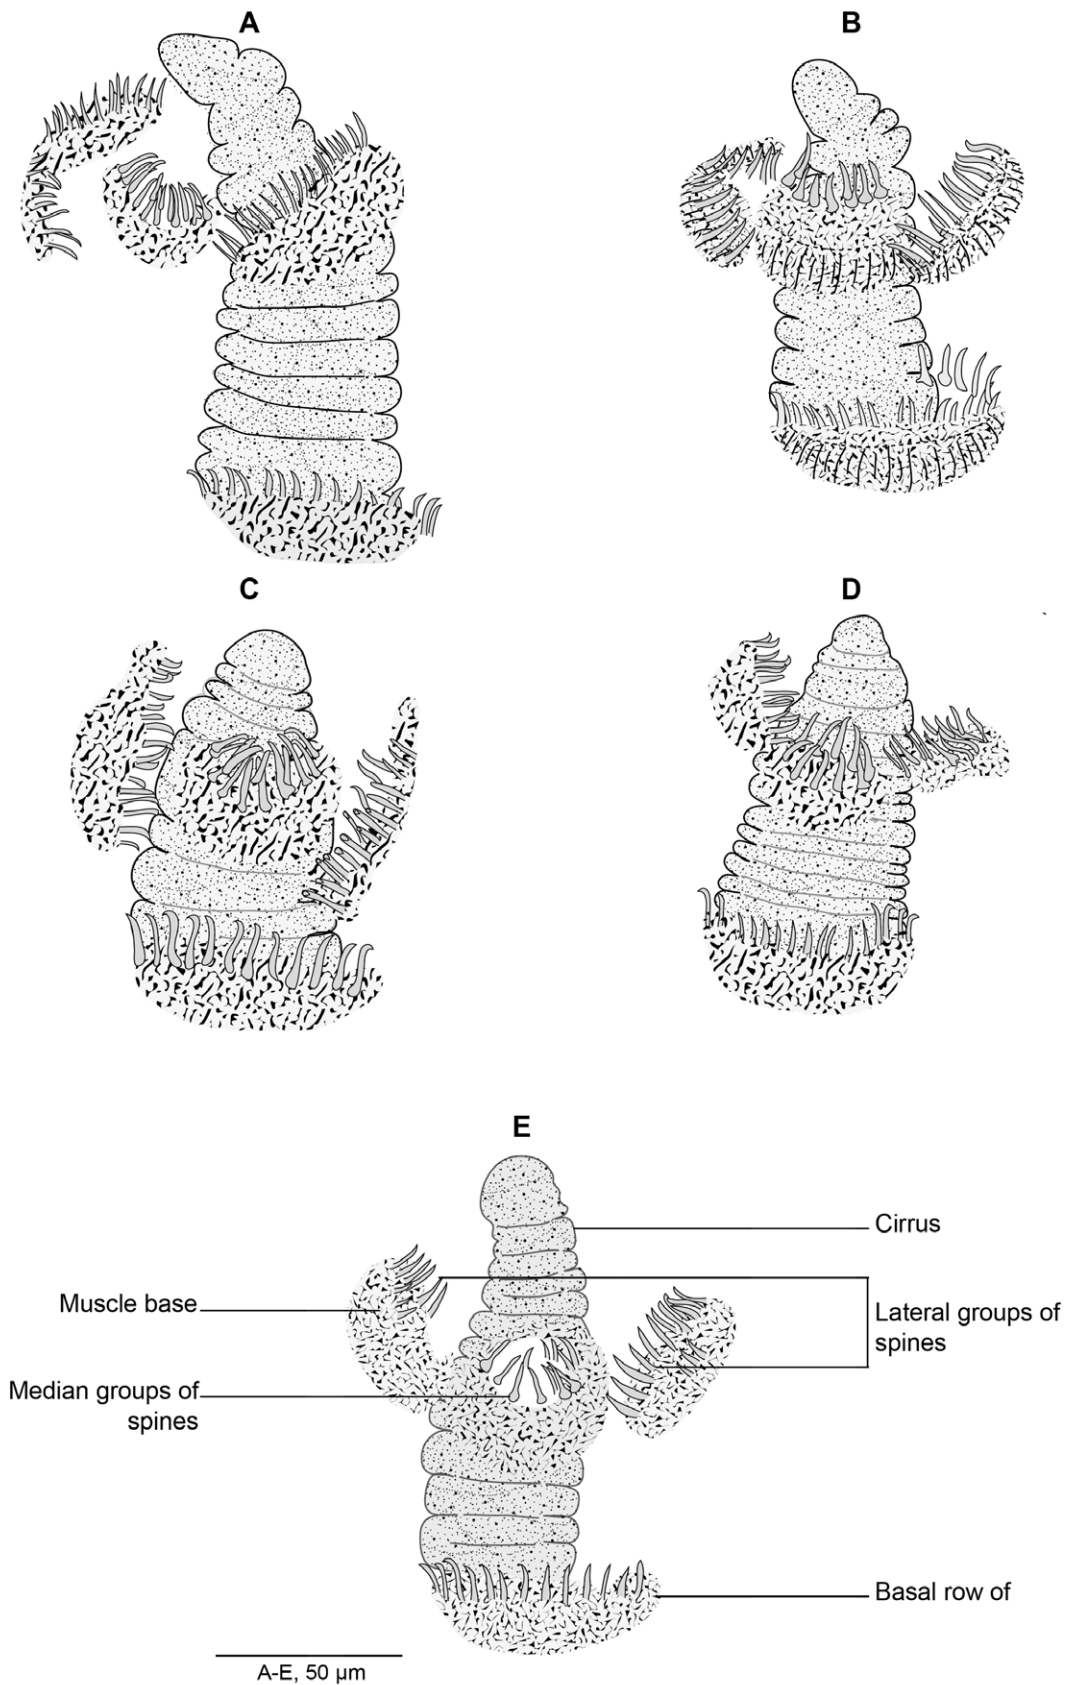 A
B
C
D
E
Cirrus
Muscle base
Lateral groups of
spines
Median groups of
spines
Basal row of
A-E, 50 µm